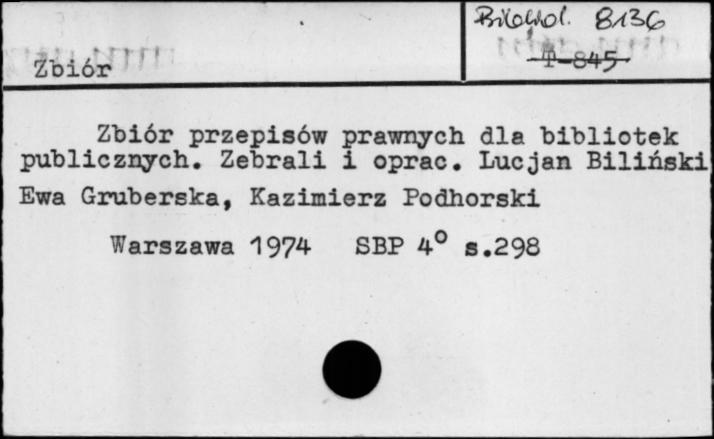 8136
T-845
Zbiór
Zbiór przepisów prawnych dla bibliotek
publicznych. Zebrali i oprac. Lucjan Biliński
Ewa Gruberska, Kazimierz Podhorski
Warszawa 1974 SBP 4° s.298